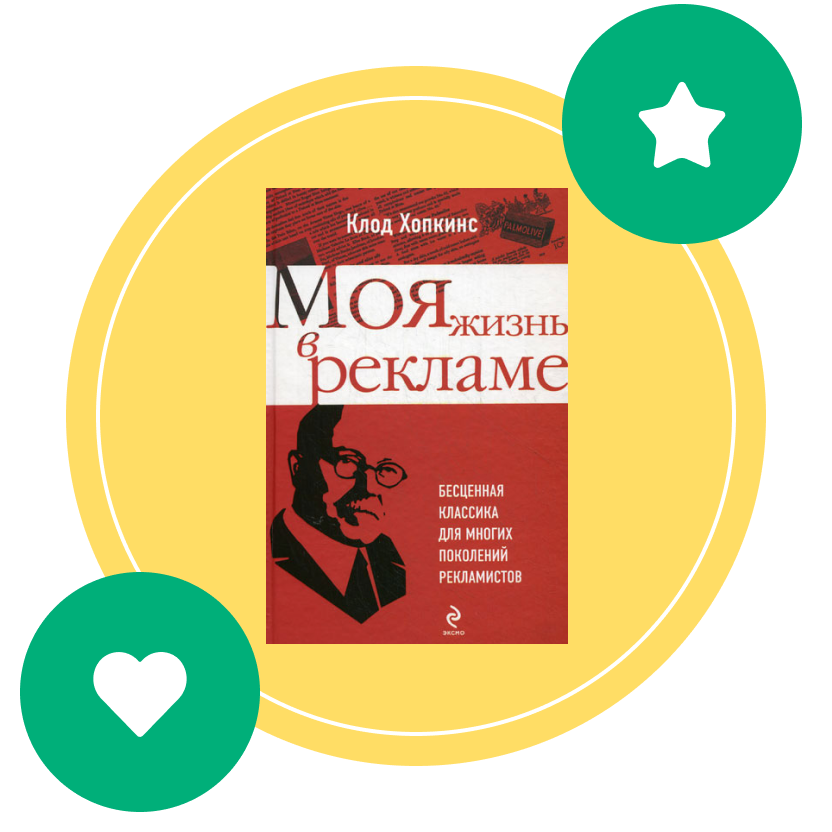 Клод Хопкинс
PALMOLIVE
Моя
жизнь
в
рекламе
БЕСЦЕННАЯ
КЛАССИКА
ДЛЯ МНОГИХ
ПОКОЛЕНИЙ
РЕКЛАМИСТОВ
ЭКСМО